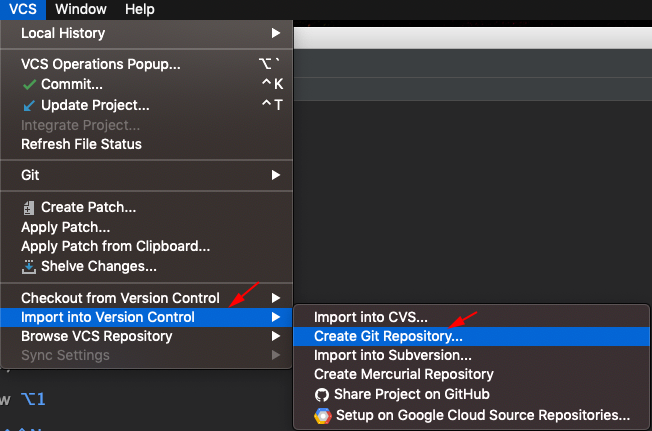 VCS Window Help
Local History
VCS Operations Popup... ⌥`
Commit... ^K
Update Project... ^T
Integrate Project...
Refresh File Status
Git
Create Patch...
Apply Patch...
Apply Patch from Clipboard...
Shelve Changes...
Checkout from Version Control
Import into Version Control
Browse VCS Repository
Sync Settings
Import into CVS...
Create Git Repository...
Import into Subversion...
Create Mercurial Repository
Share Project on GitHub
Setup on Google Cloud Source Repositories...
w ⌥1